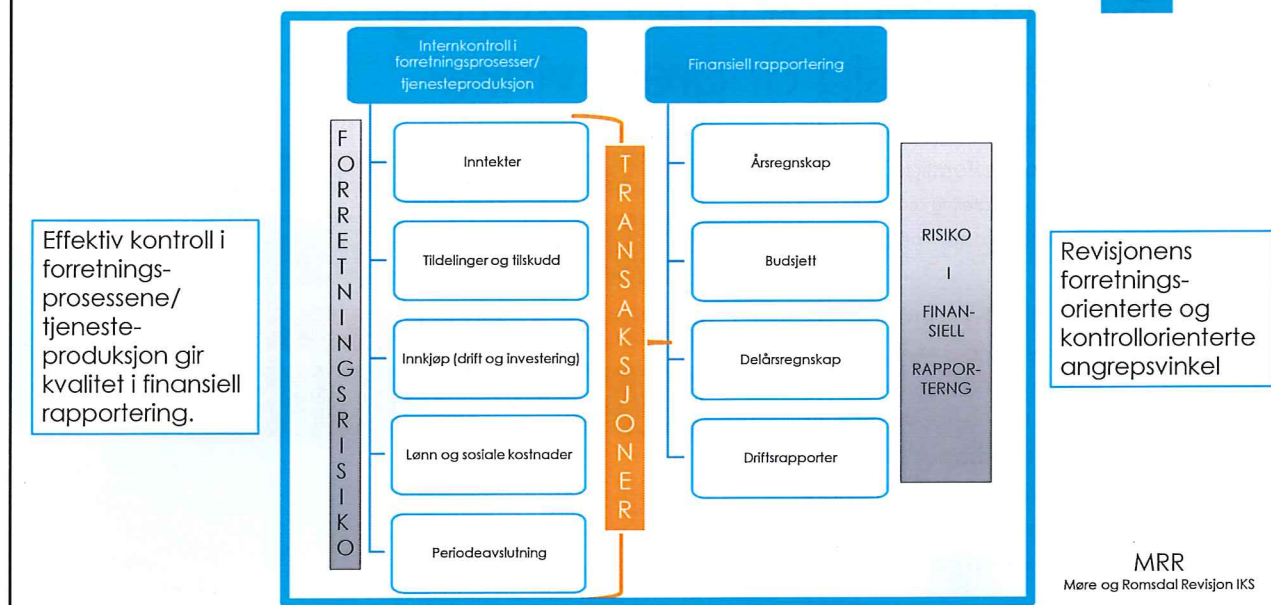 Effektiv kontroll i
forretnings-
prosessene/
tjeneste-
produksjon gir
kvalitet i finansiell
rapportering.
Internkontroll i
forretningsprosesser/
tjenesteproduksjon
FORRETNINGSRISIKO
Inntekter
Tildelinger og tilskudd
Innkjøp (drift og investering)
Lønn og sosiale kostnader
Periodeavslutning
TRANSAKSJONER
Finansiell rapportering
Årsregnskap
Budsjett
Delårsregnskap
Driftsrapporter
RISIKO
I
FINAN-
SIELL
RAPPOR-
TERNG
Revisjonens
forretnings-
orienterte og
kontrollorienterte
angrepsvinkel
MRR
Møre og Romsdal Revisjon IKS